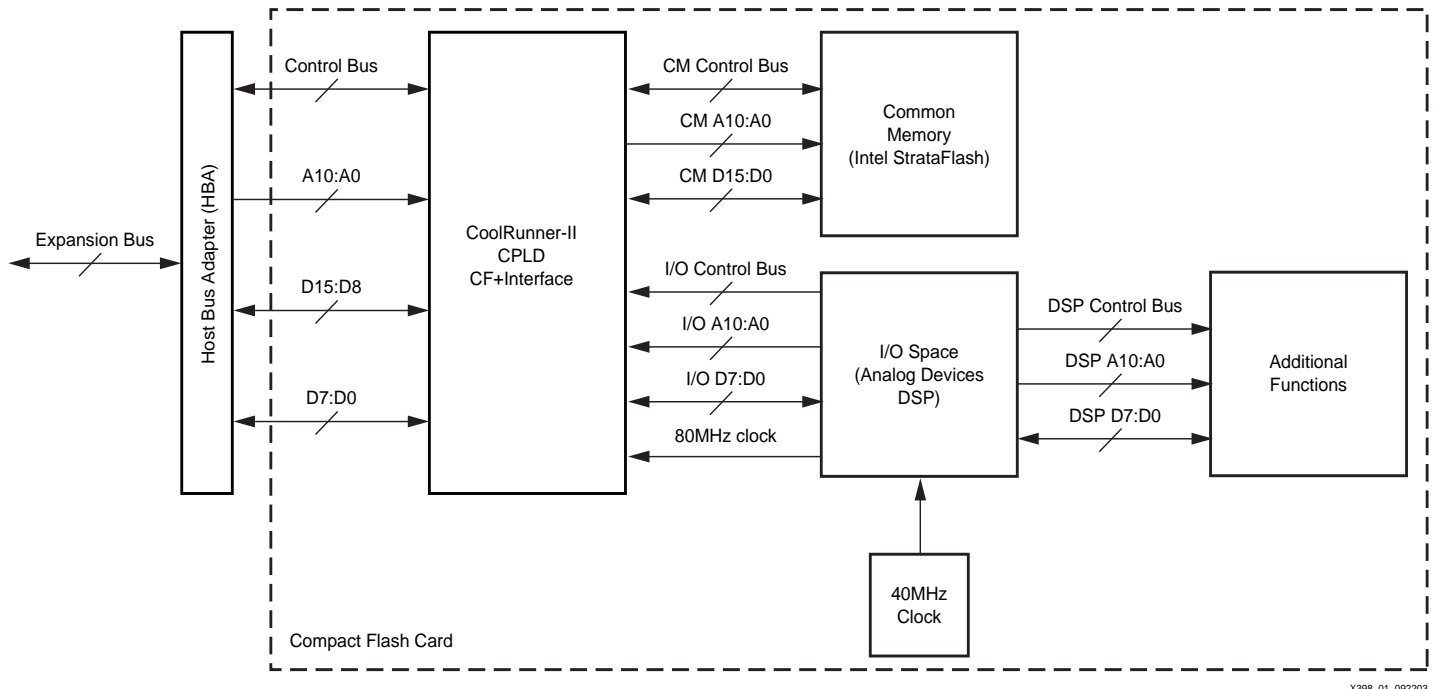 Expansion Bus
Host Bus Adapter (HBA)
Control Bus
A10:A0
D15:D8
D7:D0
CoolRunner-II
CPLD
CF+Interface
CM Control Bus
CM A10:A0
CM D15:D0
I/O Control Bus
I/O A10:A0
I/O D7:D0
80MHz clock
Common
Memory
(Intel StrataFlash)
I/O Space
(Analog Devices
DSP)
40MHz
Clock
DSP Control Bus
DSP A10:A0
DSP D7:D0
Additional
Functions
Compact Flash Card
X398_01_092203